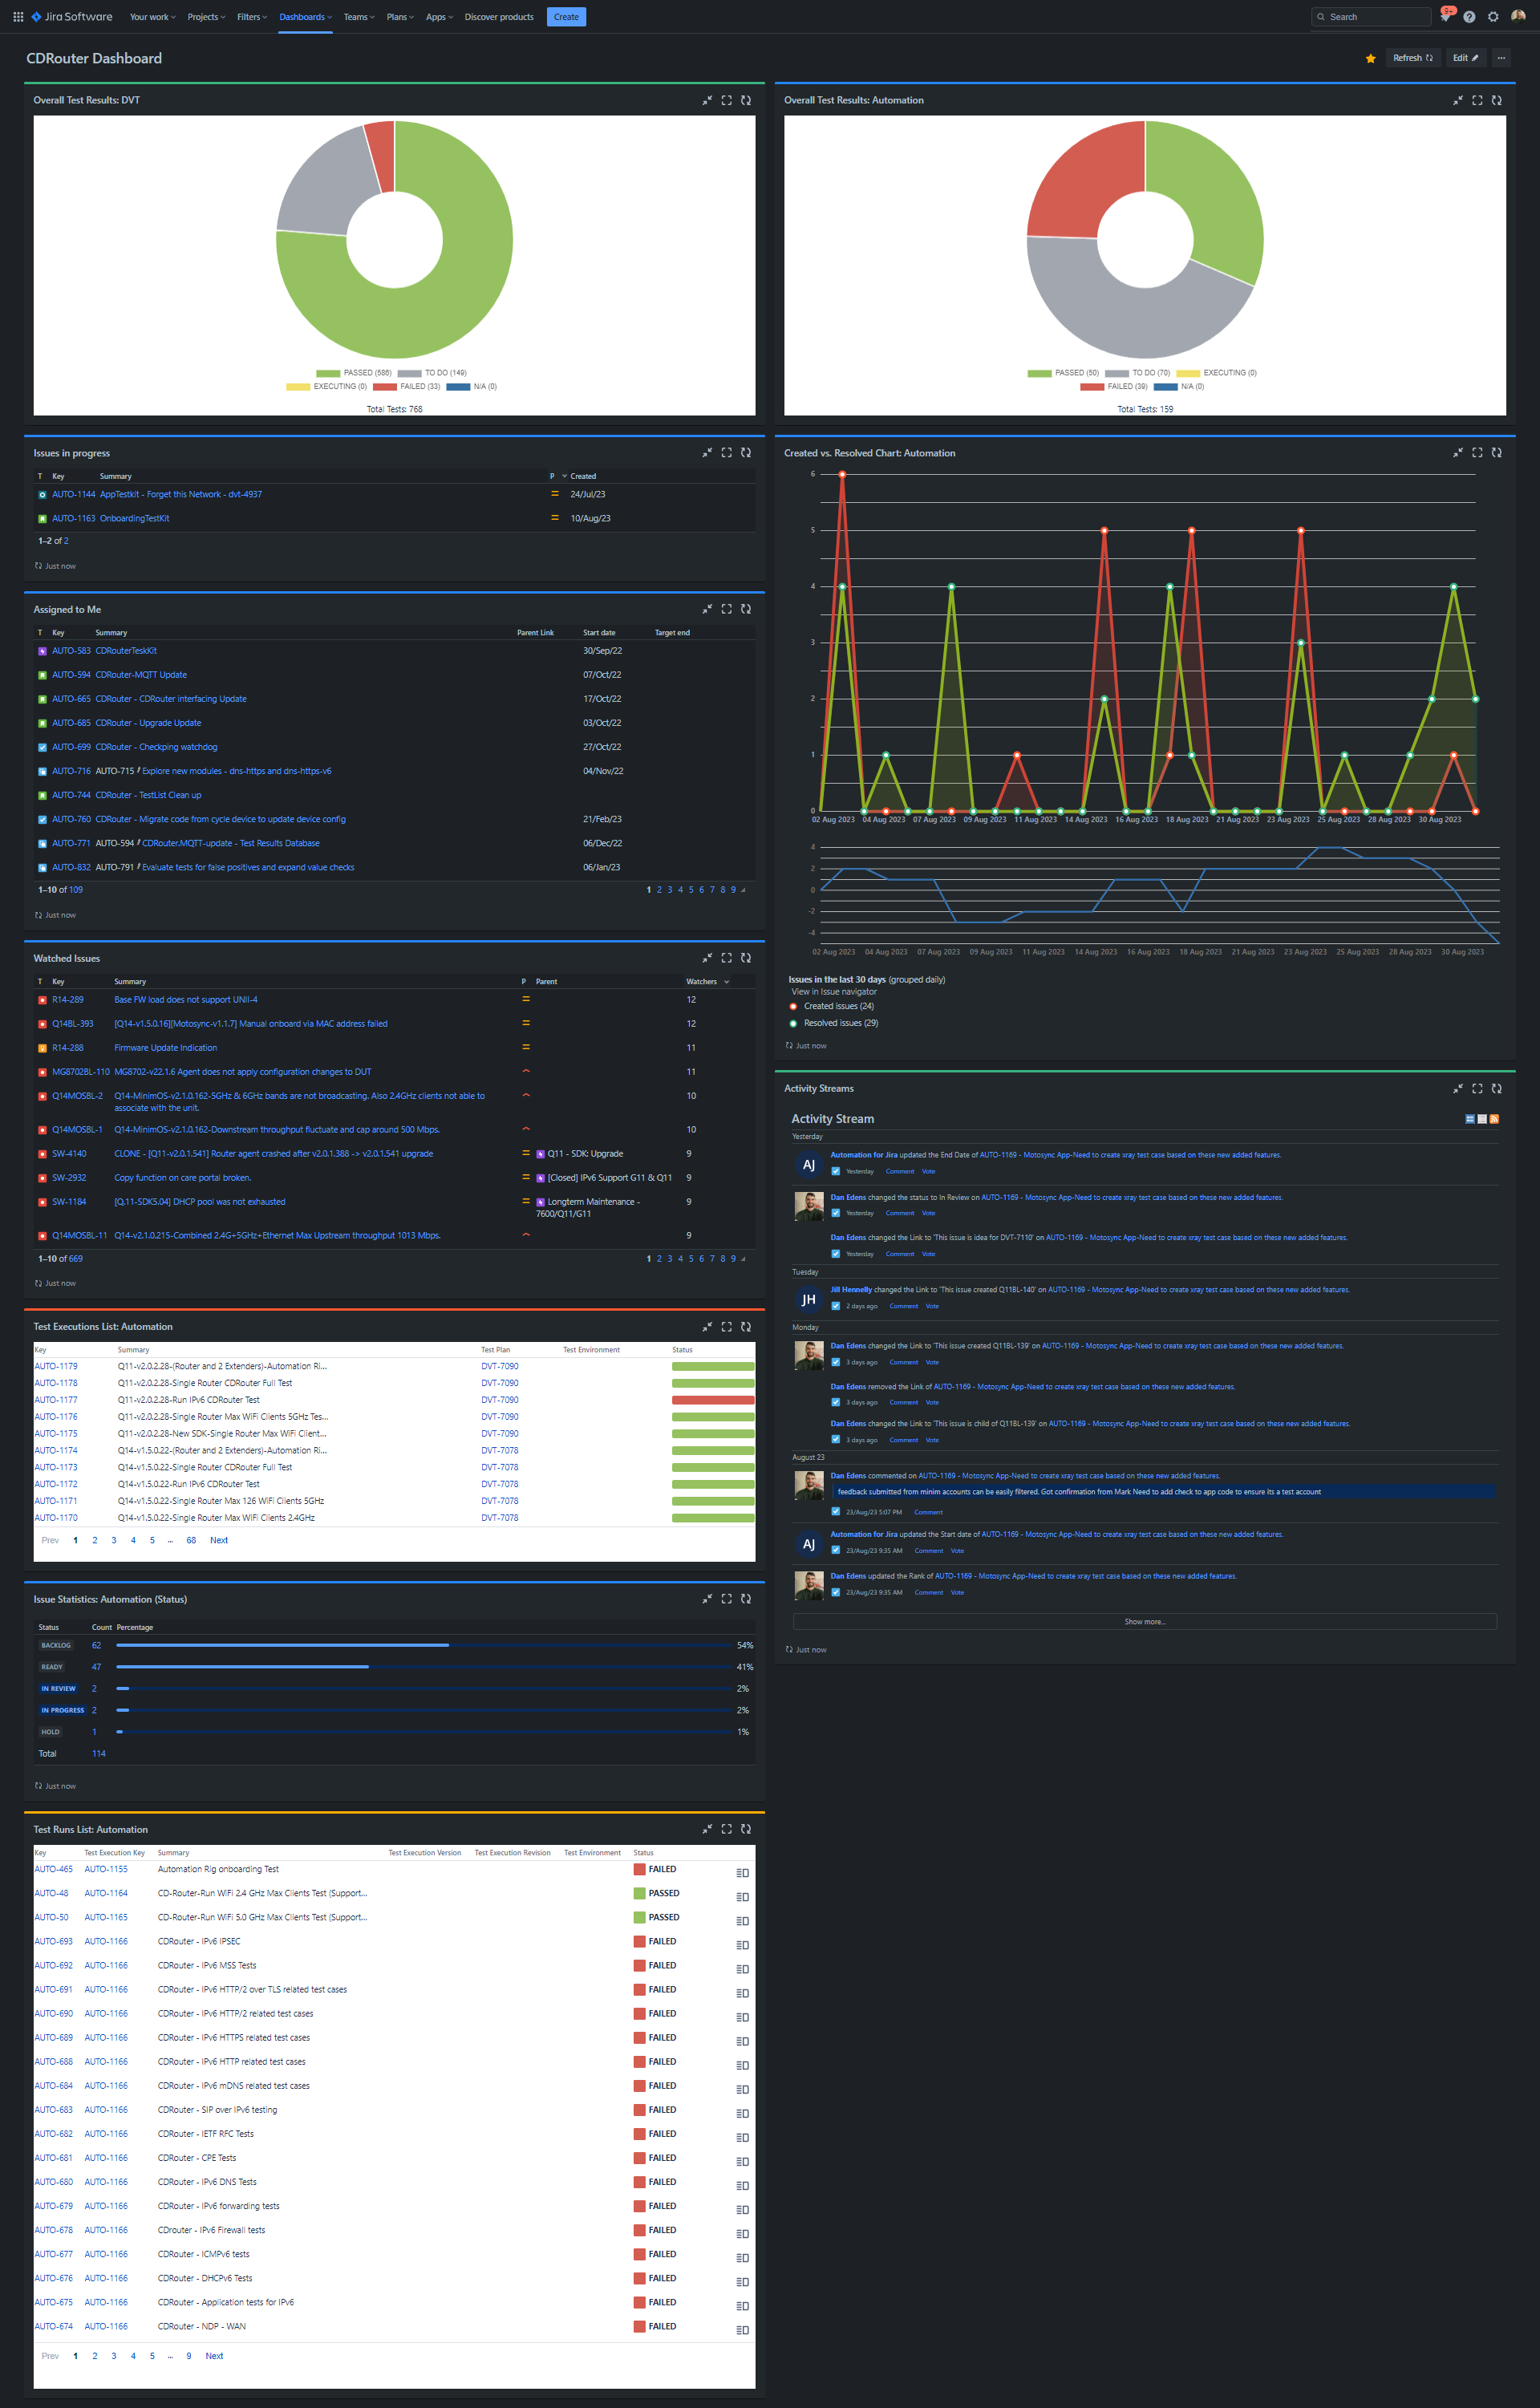 Jira Software
Your work
Projects
Filters
Dashboards
Teams
Plans
Apps
Discover products
Create
Search
9+
CDRouter Dashboard
Refresh
Edit
Overall Test Results: DVT
PASSED (586) TO DO (149)
EXECUTING (0) FAILED (33) N/A (0)
Total Tests: 768
Issues in progress
T Key Summary P Created
AUTO-1144 AppTestkit - Forget this Network - dvt-4937 24/Jul/23
AUTO-1163 OnboardingTestKit 10/Aug/23
1–2 of 2
Just now
Assigned to Me
T Key Summary Parent Link Start date Target end
AUTO-583 CDRouterTeskKit 30/Sep/22
AUTO-594 CDRouter-MQTT Update 07/Oct/22
AUTO-665 CDRouter - CDRouter interfacing Update 17/Oct/22
AUTO-685 CDRouter - Upgrade Update 03/Oct/22
AUTO-699 CDRouter - Checkping watchdog 27/Oct/22
AUTO-716 AUTO-715 / Explore new modules - dns-https and dns-https-v6 04/Nov/22
AUTO-744 CDRouter - TestList Clean up
AUTO-760 CDRouter - Migrate code from cycle device to update device config 21/Feb/23
AUTO-771 AUTO-594 / CDRouter.MQTT-update - Test Results Database 06/Dec/22
AUTO-832 AUTO-791 / Evaluate tests for false positives and expand value checks 06/Jan/23
1–10 of 109 1 2 3 4 5 6 7 8 9
Just now
Watched Issues
T Key Summary P Parent Watchers
R14-289 Base FW load does not support UNII-4 12
Q14BL-393 [Q14-v1.5.0.16][Motosync-v1.1.7] Manual onboard via MAC address failed 12
R14-288 Firmware Update Indication 11
MG8702BL-110 MG8702-v22.1.6 Agent does not apply configuration changes to DUT 11
Q14MOSBL-2 Q14-MinimOS-v2.1.0.162-5GHz & 6GHz bands are not broadcasting. Also 2.4GHz clients not able to 10
associate with the unit.
Q14MOSBL-1 Q14-MinimOS-v2.1.0.162-Downstream throughput fluctuate and cap around 500 Mbps. 10
SW-4140 CLONE - [Q11-v2.0.1.541] Router agent crashed after v2.0.1.388 -> v2.0.1.541 upgrade Q11 - SDK: Upgrade 9
SW-2932 Copy function on care portal broken. [Closed] IPv6 Support G11 & Q11 9
SW-1184 [Q.11-SDK5.04] DHCP pool was not exhausted Longterm Maintenance - 9
7600/Q11/G11
Q14MOSBL-11 Q14-v2.1.0.215-Combined 2.4G+5GHz+Ethernet Max Upstream throughput 1013 Mbps. 9
1–10 of 669 1 2 3 4 5 6 7 8 9
Just now
Test Executions List: Automation
Key Summary Test Plan Test Environment Status
AUTO-1179 Q11-v2.0.2.28-(Router and 2 Extenders)-Automation Ri... DVT-7090
AUTO-1178 Q11-v2.0.2.28-Single Router CDRouter Full Test DVT-7090
AUTO-1177 Q11-v2.0.2.28-Run IPv6 CDRouter Test DVT-7090
AUTO-1176 Q11-v2.0.2.28-Single Router Max WiFi Clients 5GHz Tes... DVT-7090
AUTO-1175 Q11-v2.0.2.28-New SDK-Single Router Max WiFi Client... DVT-7090
AUTO-1174 Q14-v1.5.0.22-(Router and 2 Extenders)-Automation Ri... DVT-7078
AUTO-1173 Q14-v1.5.0.22-Single Router CDRouter Full Test DVT-7078
AUTO-1172 Q14-v1.5.0.22-Run IPv6 CDRouter Test DVT-7078
AUTO-1171 Q14-v1.5.0.22-Single Router Max 126 WiFi Clients 5GHz DVT-7078
AUTO-1170 Q14-v1.5.0.22-Single Router Max WiFi Clients 2.4GHz DVT-7078
Prev 1 2 3 4 5 ... 68 Next
Issue Statistics: Automation (Status)
Status Count Percentage
BACKLOG 62 54%
READY 47 41%
IN REVIEW 2 2%
IN PROGRESS 2 2%
HOLD 1 1%
Total 114
Just now
Test Runs List: Automation
Key Test Execution Key Summary Test Execution Version Test Execution Revision Test Environment Status
AUTO-465 AUTO-1155 Automation Rig onboarding Test FAILED
AUTO-48 AUTO-1164 CD-Router-Run WiFi 2.4 GHz Max Clients Test (Support... PASSED
AUTO-50 AUTO-1165 CD-Router-Run WiFi 5.0 GHz Max Clients Test (Support... PASSED
AUTO-693 AUTO-1166 CDRouter - IPv6 IPSEC FAILED
AUTO-692 AUTO-1166 CDRouter - IPv6 MSS Tests FAILED
AUTO-691 AUTO-1166 CDRouter - IPv6 HTTP/2 over TLS related test cases FAILED
AUTO-690 AUTO-1166 CDRouter - IPv6 HTTP/2 related test cases FAILED
AUTO-689 AUTO-1166 CDRouter - IPv6 HTTPS related test cases FAILED
AUTO-688 AUTO-1166 CDRouter - IPv6 HTTP related test cases FAILED
AUTO-684 AUTO-1166 CDRouter - IPv6 mDNS related test cases FAILED
AUTO-683 AUTO-1166 CDRouter - SIP over IPv6 testing FAILED
AUTO-682 AUTO-1166 CDRouter - IETF RFC Tests FAILED
AUTO-681 AUTO-1166 CDRouter - CPE Tests FAILED
AUTO-680 AUTO-1166 CDRouter - IPv6 DNS Tests FAILED
AUTO-679 AUTO-1166 CDRouter - IPv6 forwarding tests FAILED
AUTO-678 AUTO-1166 CDrouter - IPv6 Firewall tests FAILED
AUTO-677 AUTO-1166 CDRouter - ICMPv6 tests FAILED
AUTO-676 AUTO-1166 CDRouter - DHCPv6 Tests FAILED
AUTO-675 AUTO-1166 CDRouter - Application tests for IPv6 FAILED
AUTO-674 AUTO-1166 CDRouter - NDP - WAN FAILED
Prev 1 2 3 4 5 ... 9 Next
Overall Test Results: Automation
PASSED (50) TO DO (70) EXECUTING (0)
FAILED (39) N/A (0)
Total Tests: 159
Created vs. Resolved Chart: Automation
6
5
4
3
2
1
0
02 Aug 2023 04 Aug 2023 07 Aug 2023 09 Aug 2023 11 Aug 2023 14 Aug 2023 16 Aug 2023 18 Aug 2023 21 Aug 2023 23 Aug 2023 25 Aug 2023 28 Aug 2023 30 Aug 2023
4
2
0
-2
-4
02 Aug 2023 04 Aug 2023 07 Aug 2023 09 Aug 2023 11 Aug 2023 14 Aug 2023 16 Aug 2023 18 Aug 2023 21 Aug 2023 23 Aug 2023 25 Aug 2023 28 Aug 2023 30 Aug 2023
Issues in the last 30 days (grouped daily)
View in Issue navigator
Created issues (24)
Resolved issues (29)
Just now
Activity Streams
Activity Stream
Yesterday
AJ
Automation for Jira updated the End Date of AUTO-1169 - Motosync App-Need to create xray test case based on these new added features.
Yesterday Comment Vote
Dan Edens changed the status to In Review on AUTO-1169 - Motosync App-Need to create xray test case based on these new added features.
Yesterday Comment Vote
Dan Edens changed the Link to 'This issue is idea for DVT-7110' on AUTO-1169 - Motosync App-Need to create xray test case based on these new added features.
Yesterday Comment Vote
Tuesday
JH
Jill Hennelly changed the Link to 'This issue created Q11BL-140' on AUTO-1169 - Motosync App-Need to create xray test case based on these new added features.
2 days ago Comment Vote
Monday
Dan Edens changed the Link to 'This issue created Q11BL-139' on AUTO-1169 - Motosync App-Need to create xray test case based on these new added features.
3 days ago Comment Vote
Dan Edens removed the Link of AUTO-1169 - Motosync App-Need to create xray test case based on these new added features.
3 days ago Comment Vote
Dan Edens changed the Link to 'This issue is child of Q11BL-139' on AUTO-1169 - Motosync App-Need to create xray test case based on these new added features.
3 days ago Comment Vote
August 23
Dan Edens commented on AUTO-1169 - Motosync App-Need to create xray test case based on these new added features.
feedback submitted from minim accounts can be easily filtered. Got confirmation from Mark Need to add check to app code to ensure its a test account
23/Aug/23 5:07 PM Comment
AJ
Automation for Jira updated the Start date of AUTO-1169 - Motosync App-Need to create xray test case based on these new added features.
23/Aug/23 9:35 AM Comment Vote
Dan Edens updated the Rank of AUTO-1169 - Motosync App-Need to create xray test case based on these new added features.
23/Aug/23 9:35 AM Comment Vote
Show more...
Just now